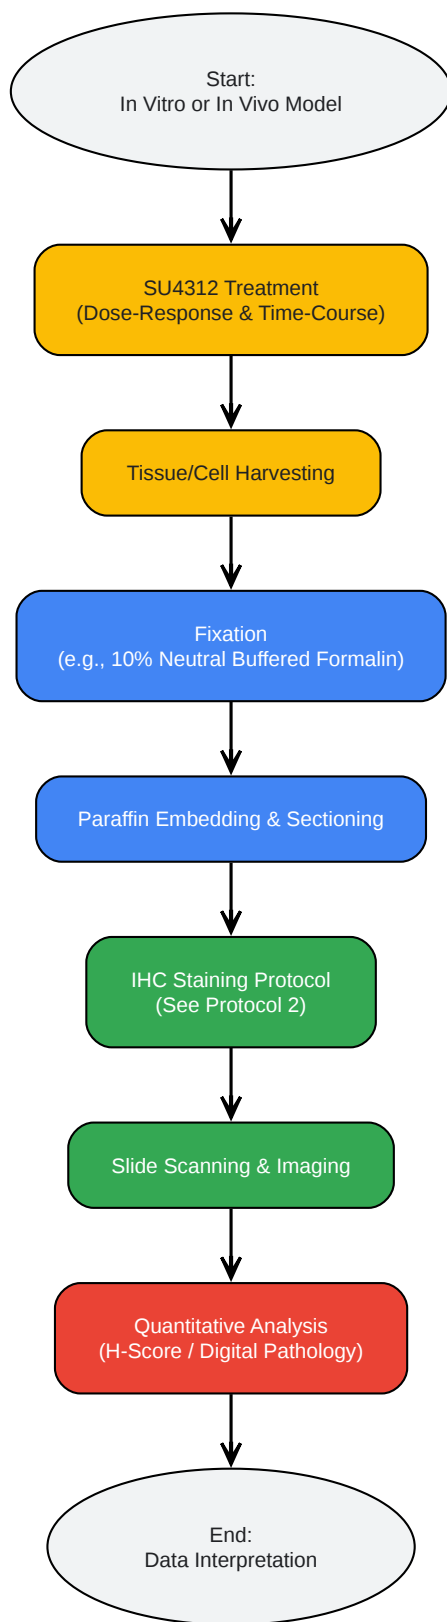 Start:
In Vitro or In Vivo Model
SU4312 Treatment
(Dose-Response & Time-Course)
Tissue/Cell Harvesting
Fixation
(e.g., 10% Neutral Buffered Formalin)
Paraffin Embedding & Sectioning
IHC Staining Protocol
(See Protocol 2)
Slide Scanning & Imaging
Quantitative Analysis
(H-Score / Digital Pathology)
End:
Data Interpretation